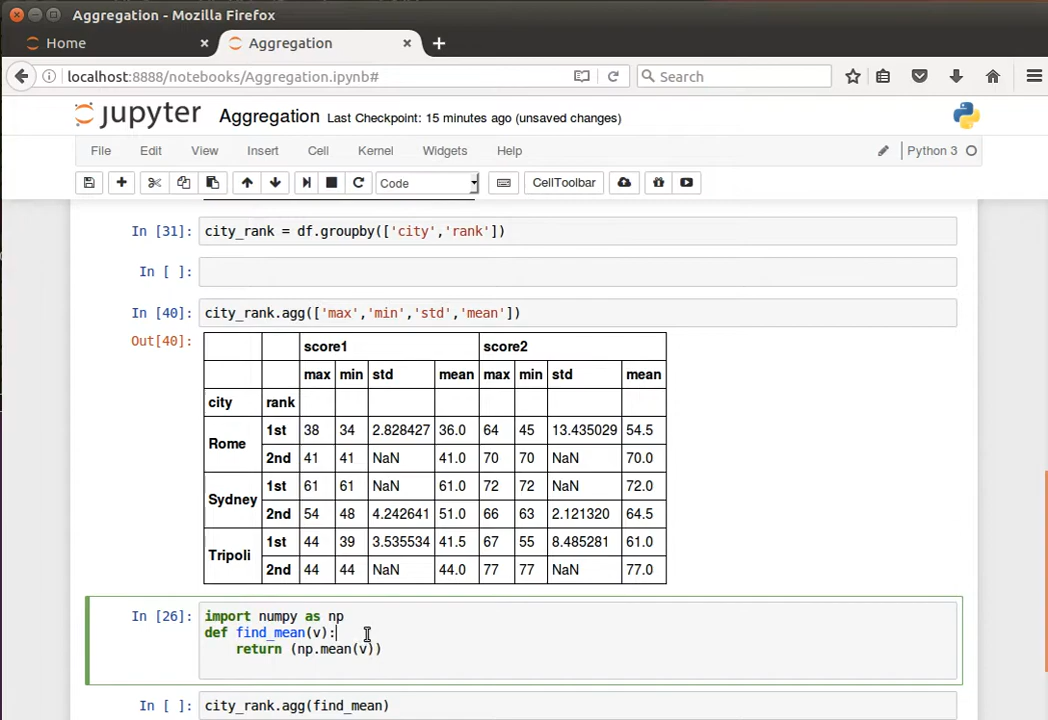 Aggregation - Mozilla Firefox
Home Aggregation
localhost:8888/notebooks/Aggregation.ipynb# Search
jupyter Aggregation Last Checkpoint: 15 minutes ago (unsaved changes)
File Edit View Insert Cell Kernel Widgets Help Python 3
Code CellToolbar
In [31]: city_rank = df.groupby(['city','rank'])
In [ ]:
In [40]: city_rank.agg(['max','min','std','mean'])
Out[40]:
score1 score2
max min std mean max min std mean
city rank
Rome 1st 38 34 2.828427 36.0 64 45 13.435029 54.5
2nd 41 41 NaN 41.0 70 70 NaN 70.0
Sydney 1st 61 61 NaN 61.0 72 72 NaN 72.0
2nd 54 48 4.242641 51.0 66 63 2.121320 64.5
Tripoli 1st 44 39 3.535534 41.5 67 55 8.485281 61.0
2nd 44 44 NaN 44.0 77 77 NaN 77.0
In [26]: import numpy as np
def find_mean(v):
return (np.mean(v))
In [ ]: city_rank.agg(find_mean)